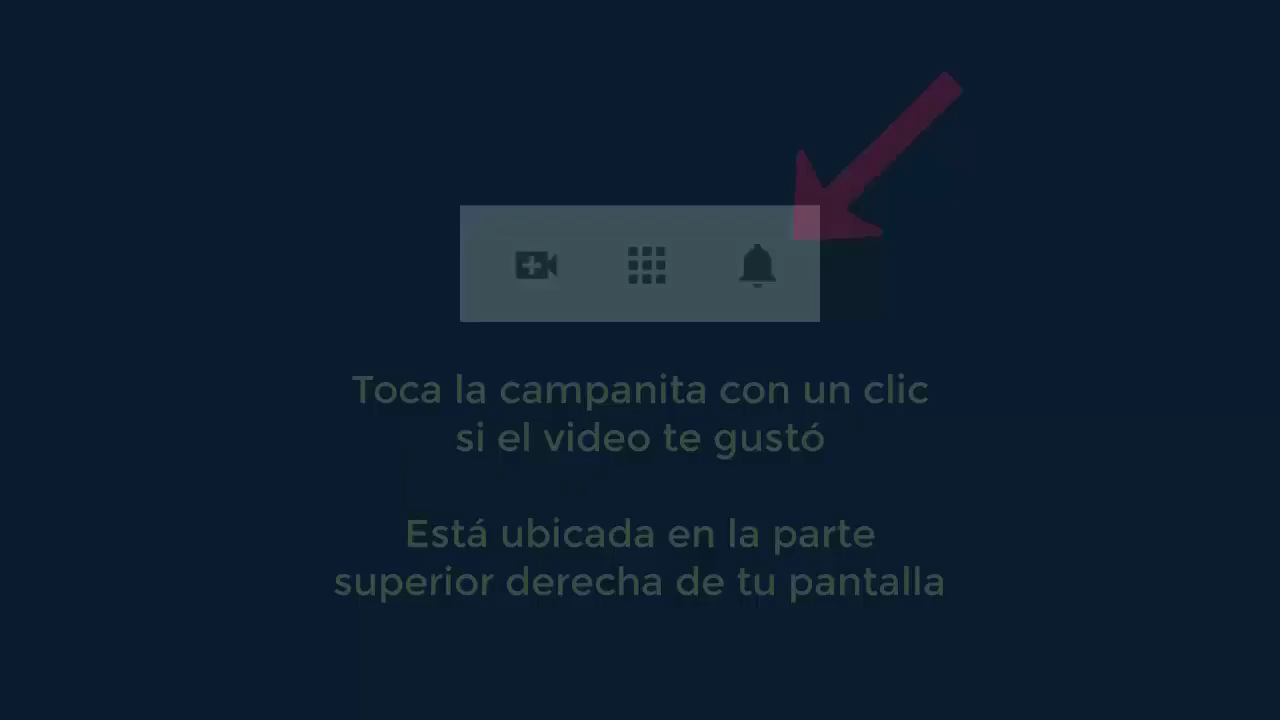 Toca la campanita con un clic
si el video te gustó
Está ubicada en la parte
superior derecha de tu pantalla